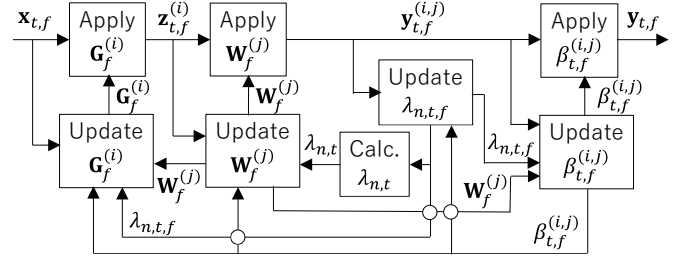 𝐱_{t,f}
Apply
𝐆_f^{(i)}
𝐳_{t,f}^{(i)}
Apply
𝐖_f^{(j)}
𝐲_{t,f}^{(i,j)}
Apply
β_{t,f}^{(i,j)}
𝐲_{t,f}
𝐆_f^{(i)}
𝐖_f^{(j)}
Update
λ_{n,t,f}
β_{t,f}^{(i,j)}
Update
𝐆_f^{(i)}
𝐖_f^{(j)}
Update
𝐖_f^{(j)}
λ_{n,t}
Calc.
λ_{n,t}
λ_{n,t,f}
𝐖_f^{(j)}
Update
β_{t,f}^{(i,j)}
λ_{n,t,f}
β_{t,f}^{(i,j)}